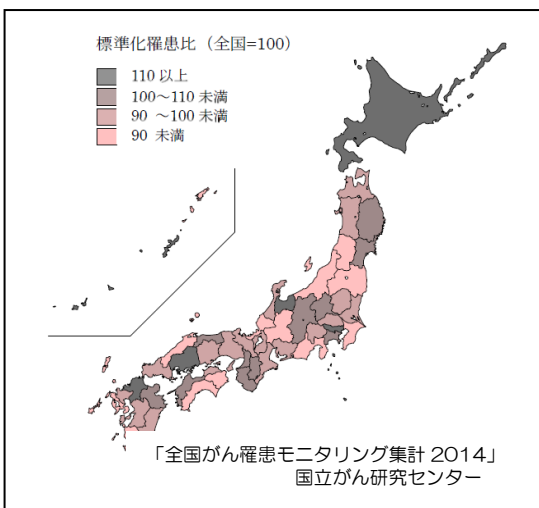 標準化罹患比（全国=100）
110 以上
100～110 未満
90 ～100 未満
90 未満
「全国がん罹患モニタリング集計 2014」
国立がん研究センター